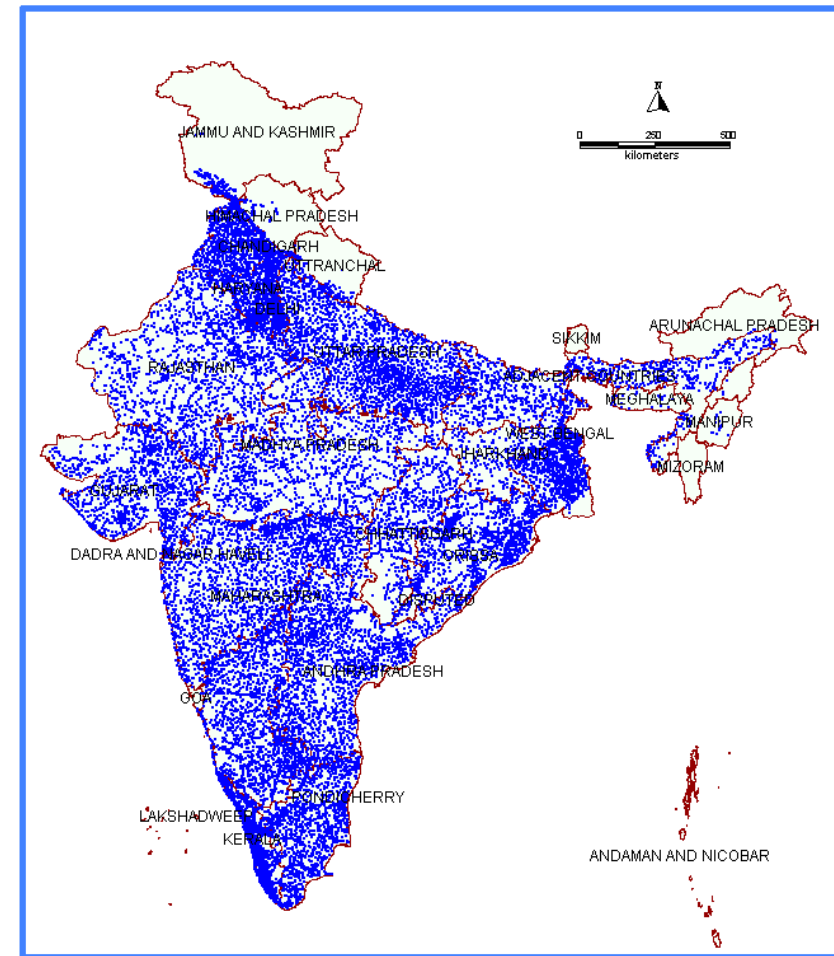 N
JAMMU AND KASHMIR
0 250 500
kilometers
HIMACHAL PRADESH
CHANDIGARH
UTTRANCHAL
HARYANA
DELHI
SIKKIM
ARUNACHAL PRADESH
UTTAR PRADESH
RAJASTHAN
ADJACENT COUNTRIES
MEGHALAYA
MANIPUR
WEST BENGAL
MADHYA PRADESH
JHARKHAND
MIZORAM
GUJARAT
CHHATTISGARH
DADRA AND NAGAR HAVELI
ORISSA
MAHARASHTRA
DISPUTED
ANDHRA PRADESH
GOA
PONDICHERRY
LAKSHADWEEP
KERALA
ANDAMAN AND NICOBAR